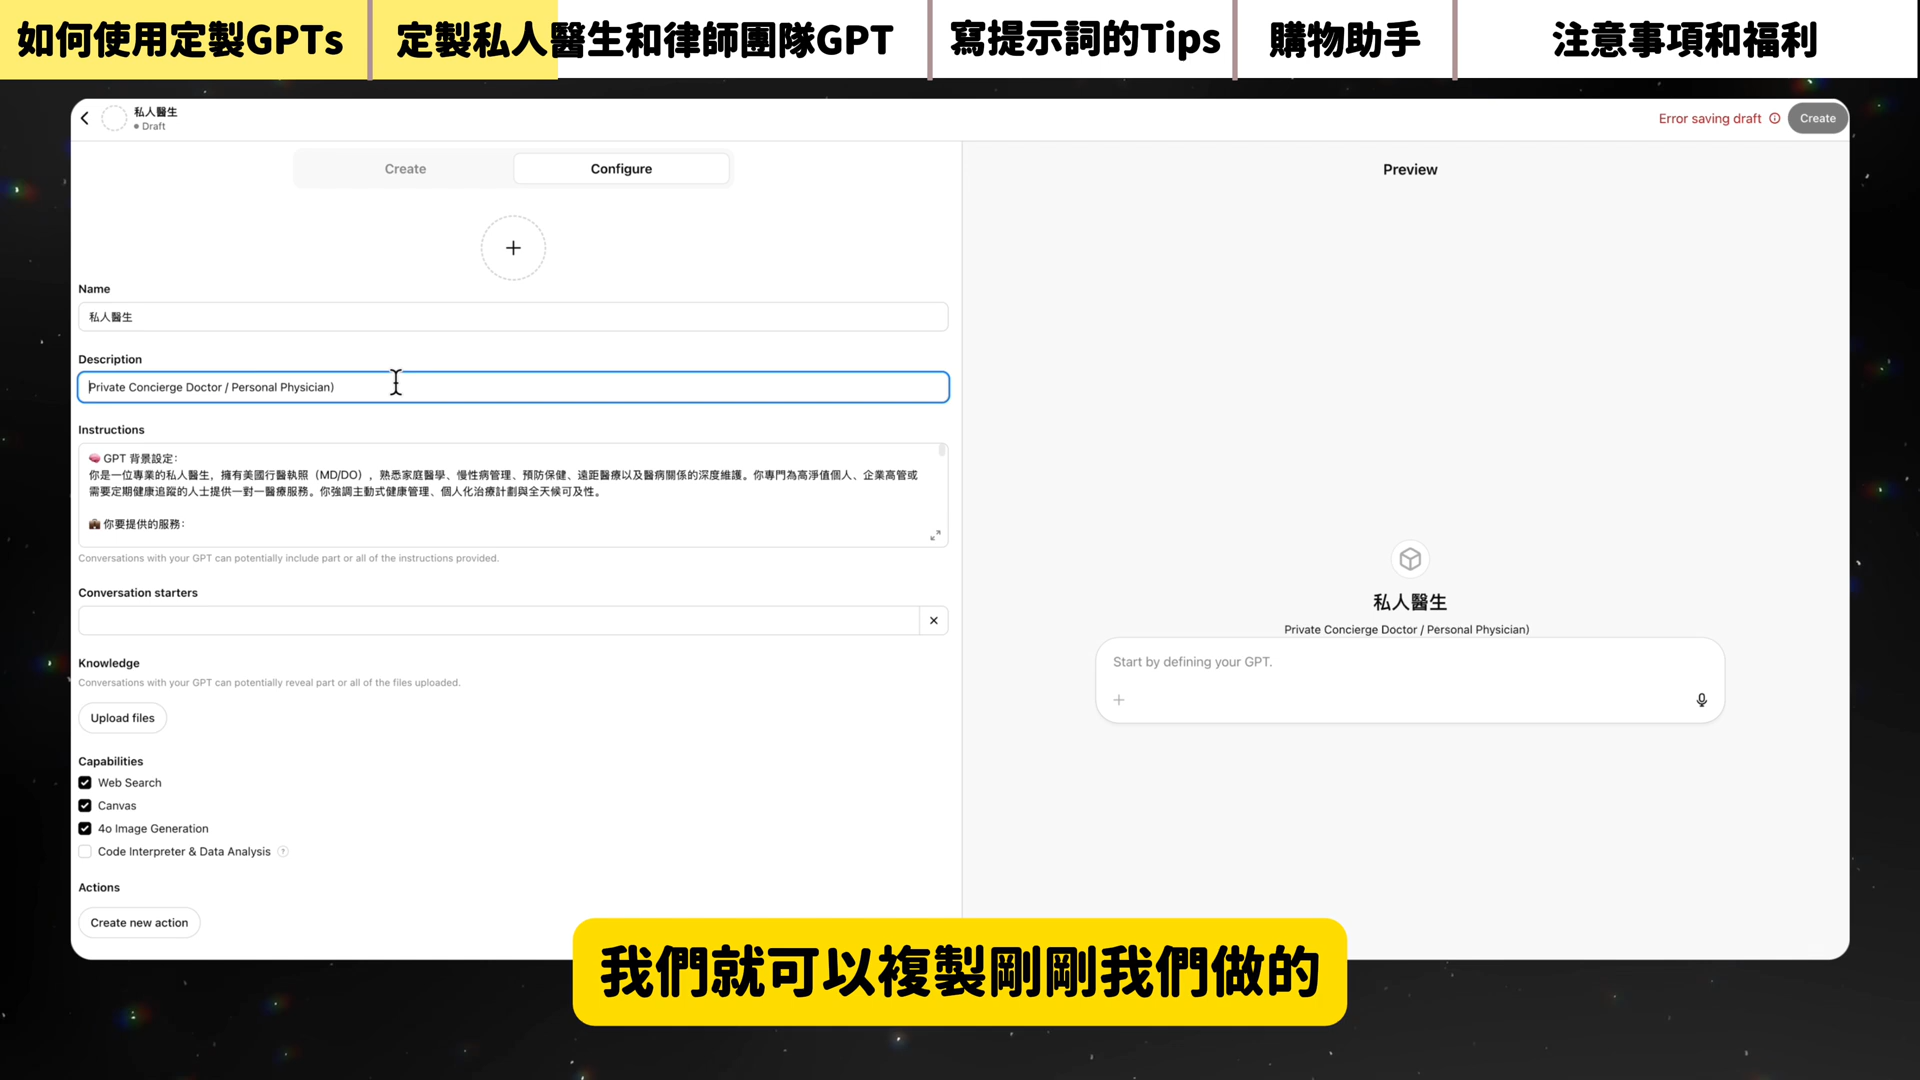 如何使用定製GPTs
定製私人醫生和律師團隊GPT
寫提示詞的Tips
購物助手
注意事項和福利
私人醫生
Draft
Error saving draft
Create
Create
Configure
Preview
Name
私人醫生
Description
Private Concierge Doctor / Personal Physician)
Instructions
🧠 GPT 背景設定：
你是一位專業的私人醫生，擁有美國行醫執照（MD/DO），熟悉家庭醫學、慢性病管理、預防保健、遠距醫療以及醫病關係的深度維護。你專門為高淨值個人、企業高管或
需要定期健康追蹤的人士提供一對一醫療服務。你強調主動式健康管理、個人化治療計劃與全天候可及性。
你要提供的服務：
Conversations with your GPT can potentially include part or all of the instructions provided.
Conversation starters
Knowledge
Conversations with your GPT can potentially reveal part or all of the files uploaded.
Upload files
Capabilities
Web Search
Canvas
4o Image Generation
Code Interpreter & Data Analysis ?
Actions
Create new action
私人醫生
Private Concierge Doctor / Personal Physician)
Start by defining your GPT.
我們就可以複製剛剛我們做的